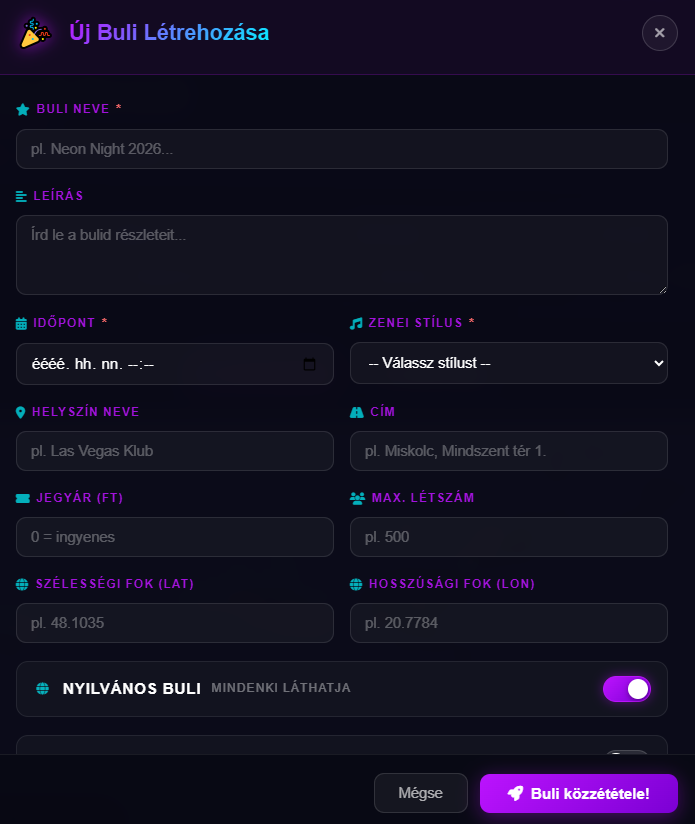 Új Buli Létrehozása
BULI NEVE *
pl. Neon Night 2026...
LEÍRÁS
Írd le a bulid részleteit...
IDŐPONT *
ZENEI STÍLUS *
éééé. hh. nn. --:--
-- Válassz stílust --
HELYSZÍN NEVE
CÍM
pl. Las Vegas Klub
pl. Miskolc, Mindszent tér 1.
JEGYÁR (FT)
MAX. LÉTSZÁM
0 = ingyenes
pl. 500
SZÉLESSÉGI FOK (LAT)
HOSSZÚSÁGI FOK (LON)
pl. 48.1035
pl. 20.7784
NYILVÁNOS BULI MINDENKI LÁTHATJA
Mégse
Buli közzététele!